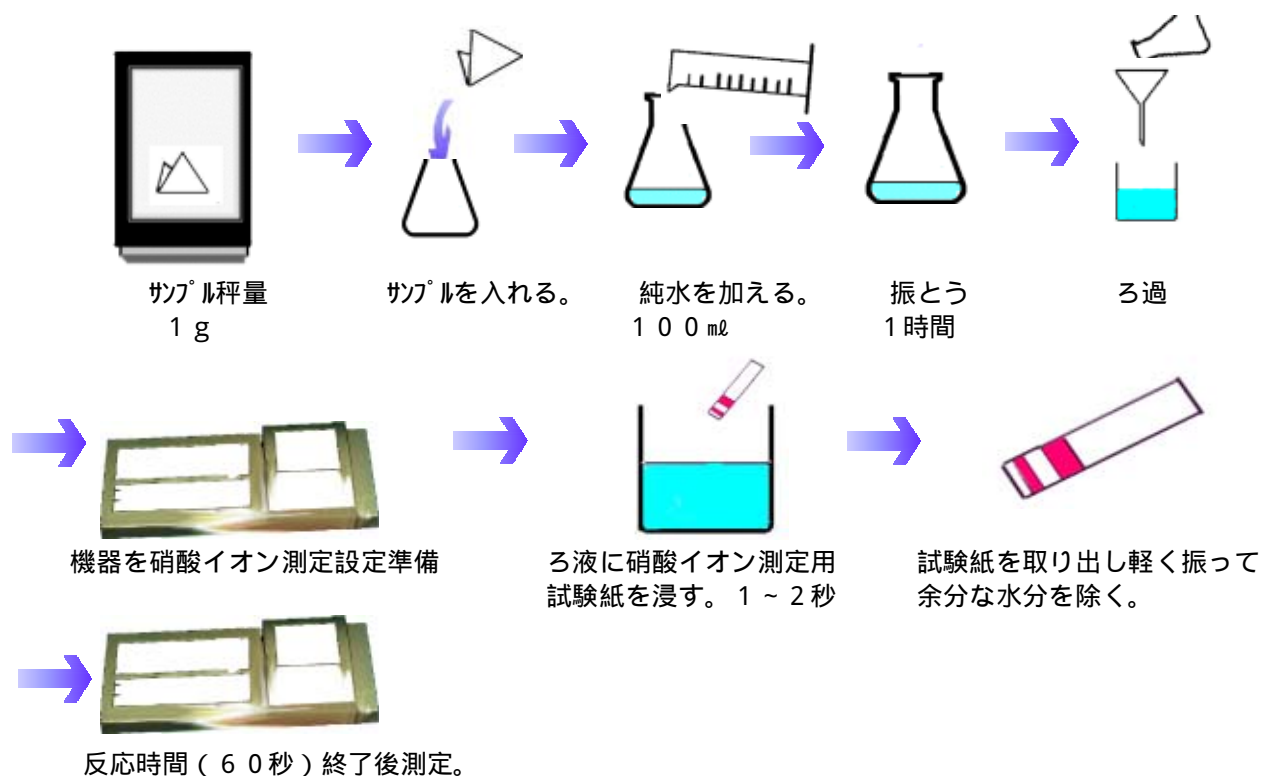 ｻﾝﾌﾟﾙ秤量
１ｇ
ｻﾝﾌﾟﾙを入れる。
純水を加える。
１００㎖
振とう
１時間
ろ過
機器を硝酸イオン測定設定準備
ろ液に硝酸イオン測定用
試験紙を浸す。１～２秒
試験紙を取り出し軽く振って
余分な水分を除く。
反応時間（６０秒）終了後測定。